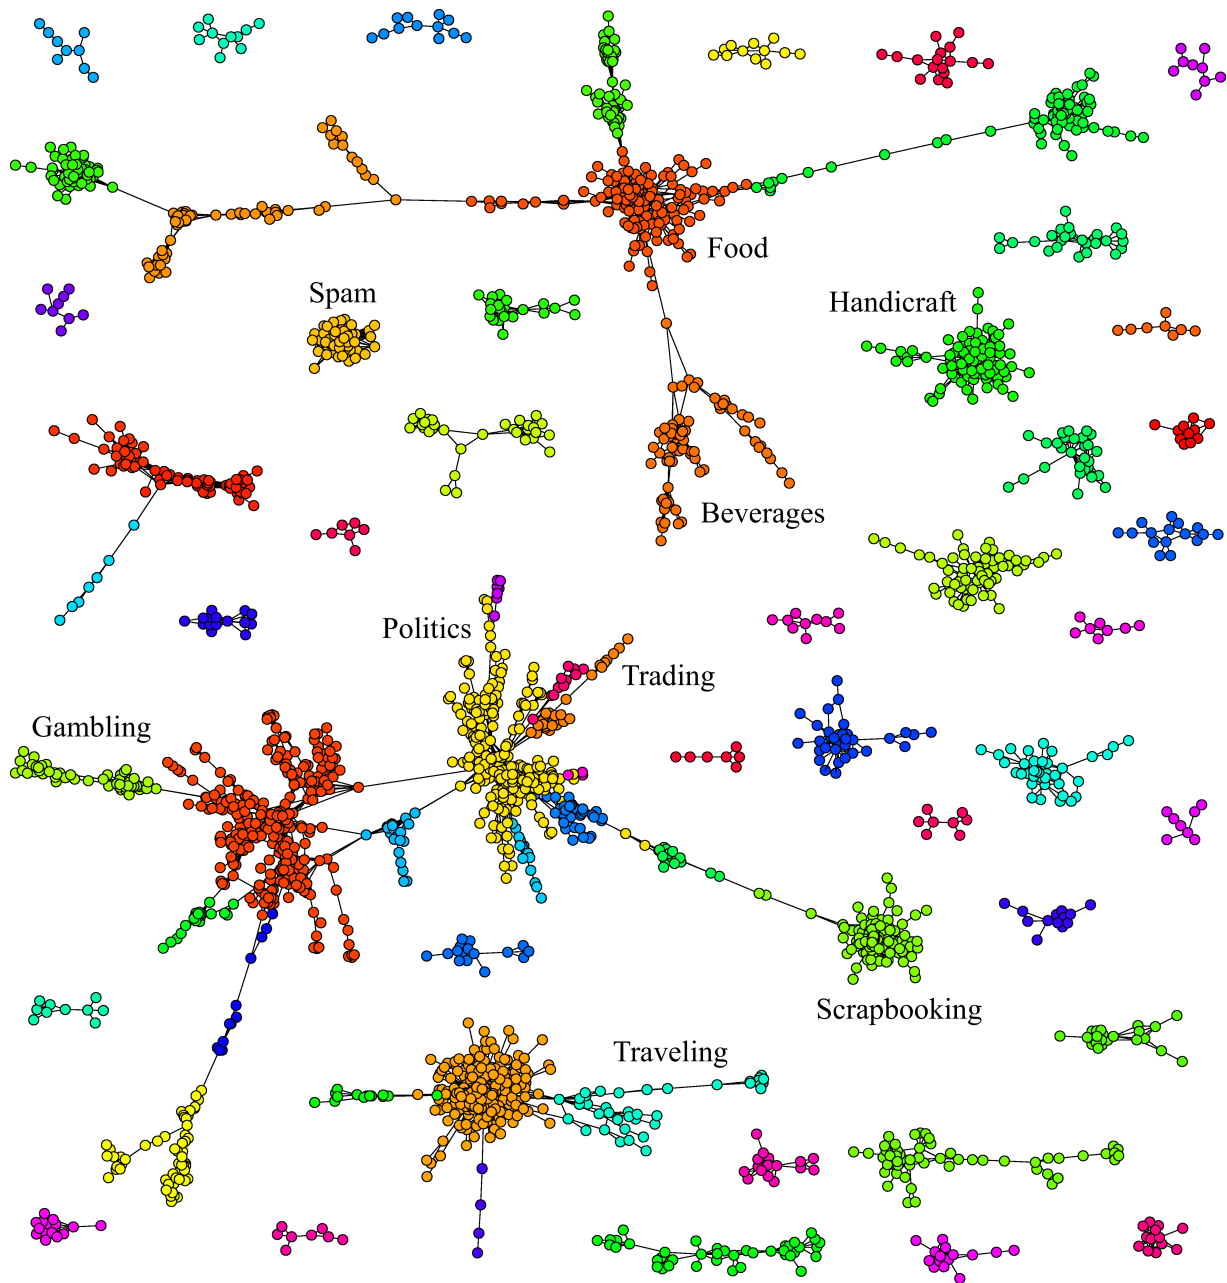 Food
Spam
Handicraft
Beverages
Politics
Trading
Gambling
Scrapbooking
Traveling